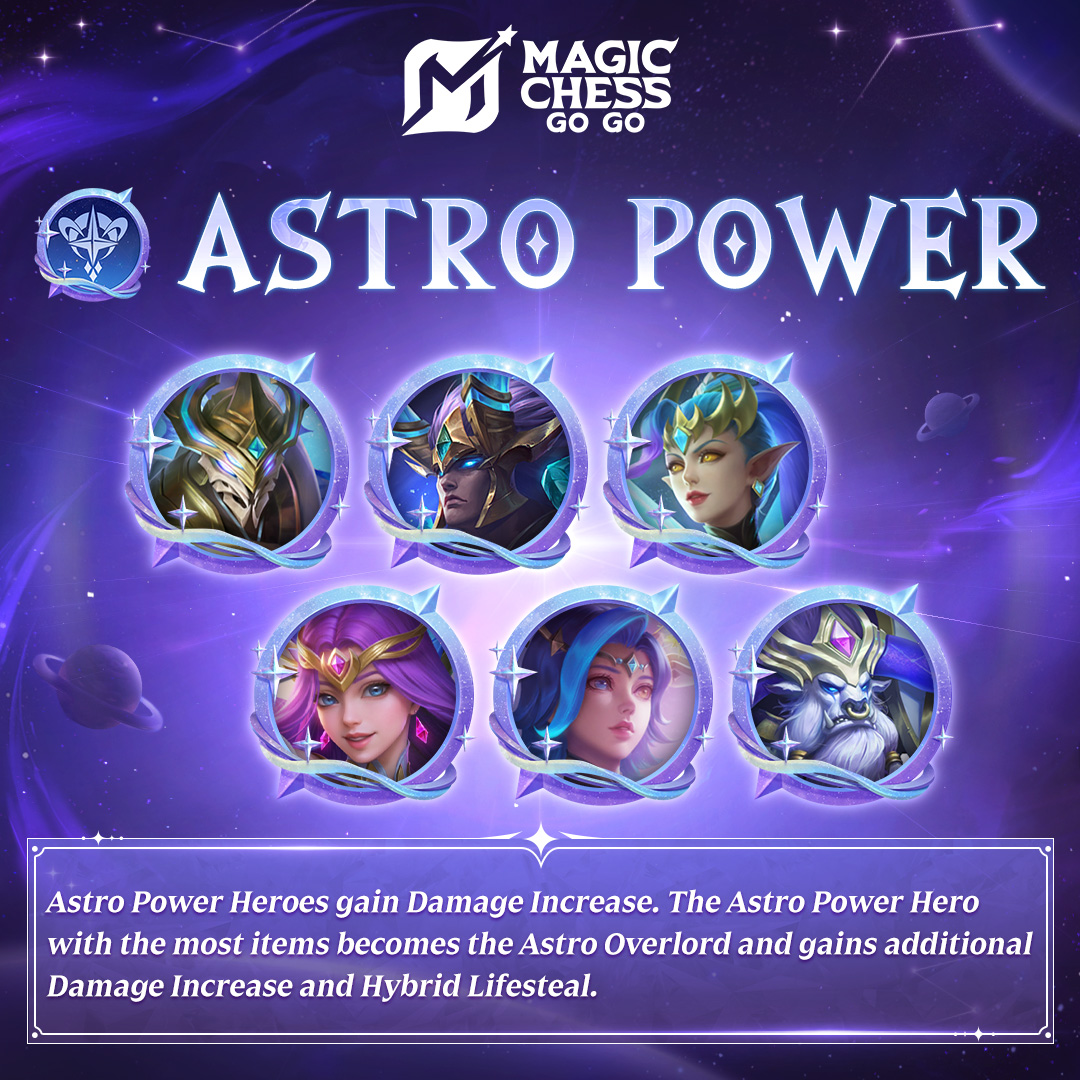 MAGIC
CHESS
GO GO
ASTRO POWER
Astro Power Heroes gain Damage Increase. The Astro Power Hero
with the most items becomes the Astro Overlord and gains additional
Damage Increase and Hybrid Lifesteal.